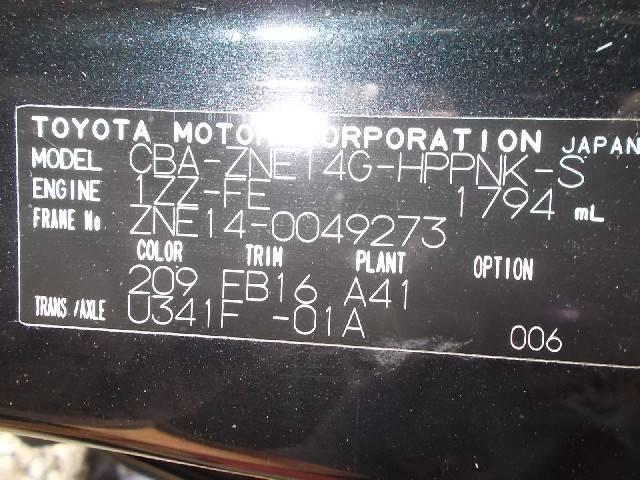 TOYOTA MOTOR CORPORATION JAPAN
MODEL CBA-ZNE14G-HPPNK-S
ENGINE 1ZZ-FE 1794 mL
FRAME No ZNE14-0049273
COLOR TRIM PLANT OPTION
209 EB16 A41
TRANS/AXLE U341F -01A
006